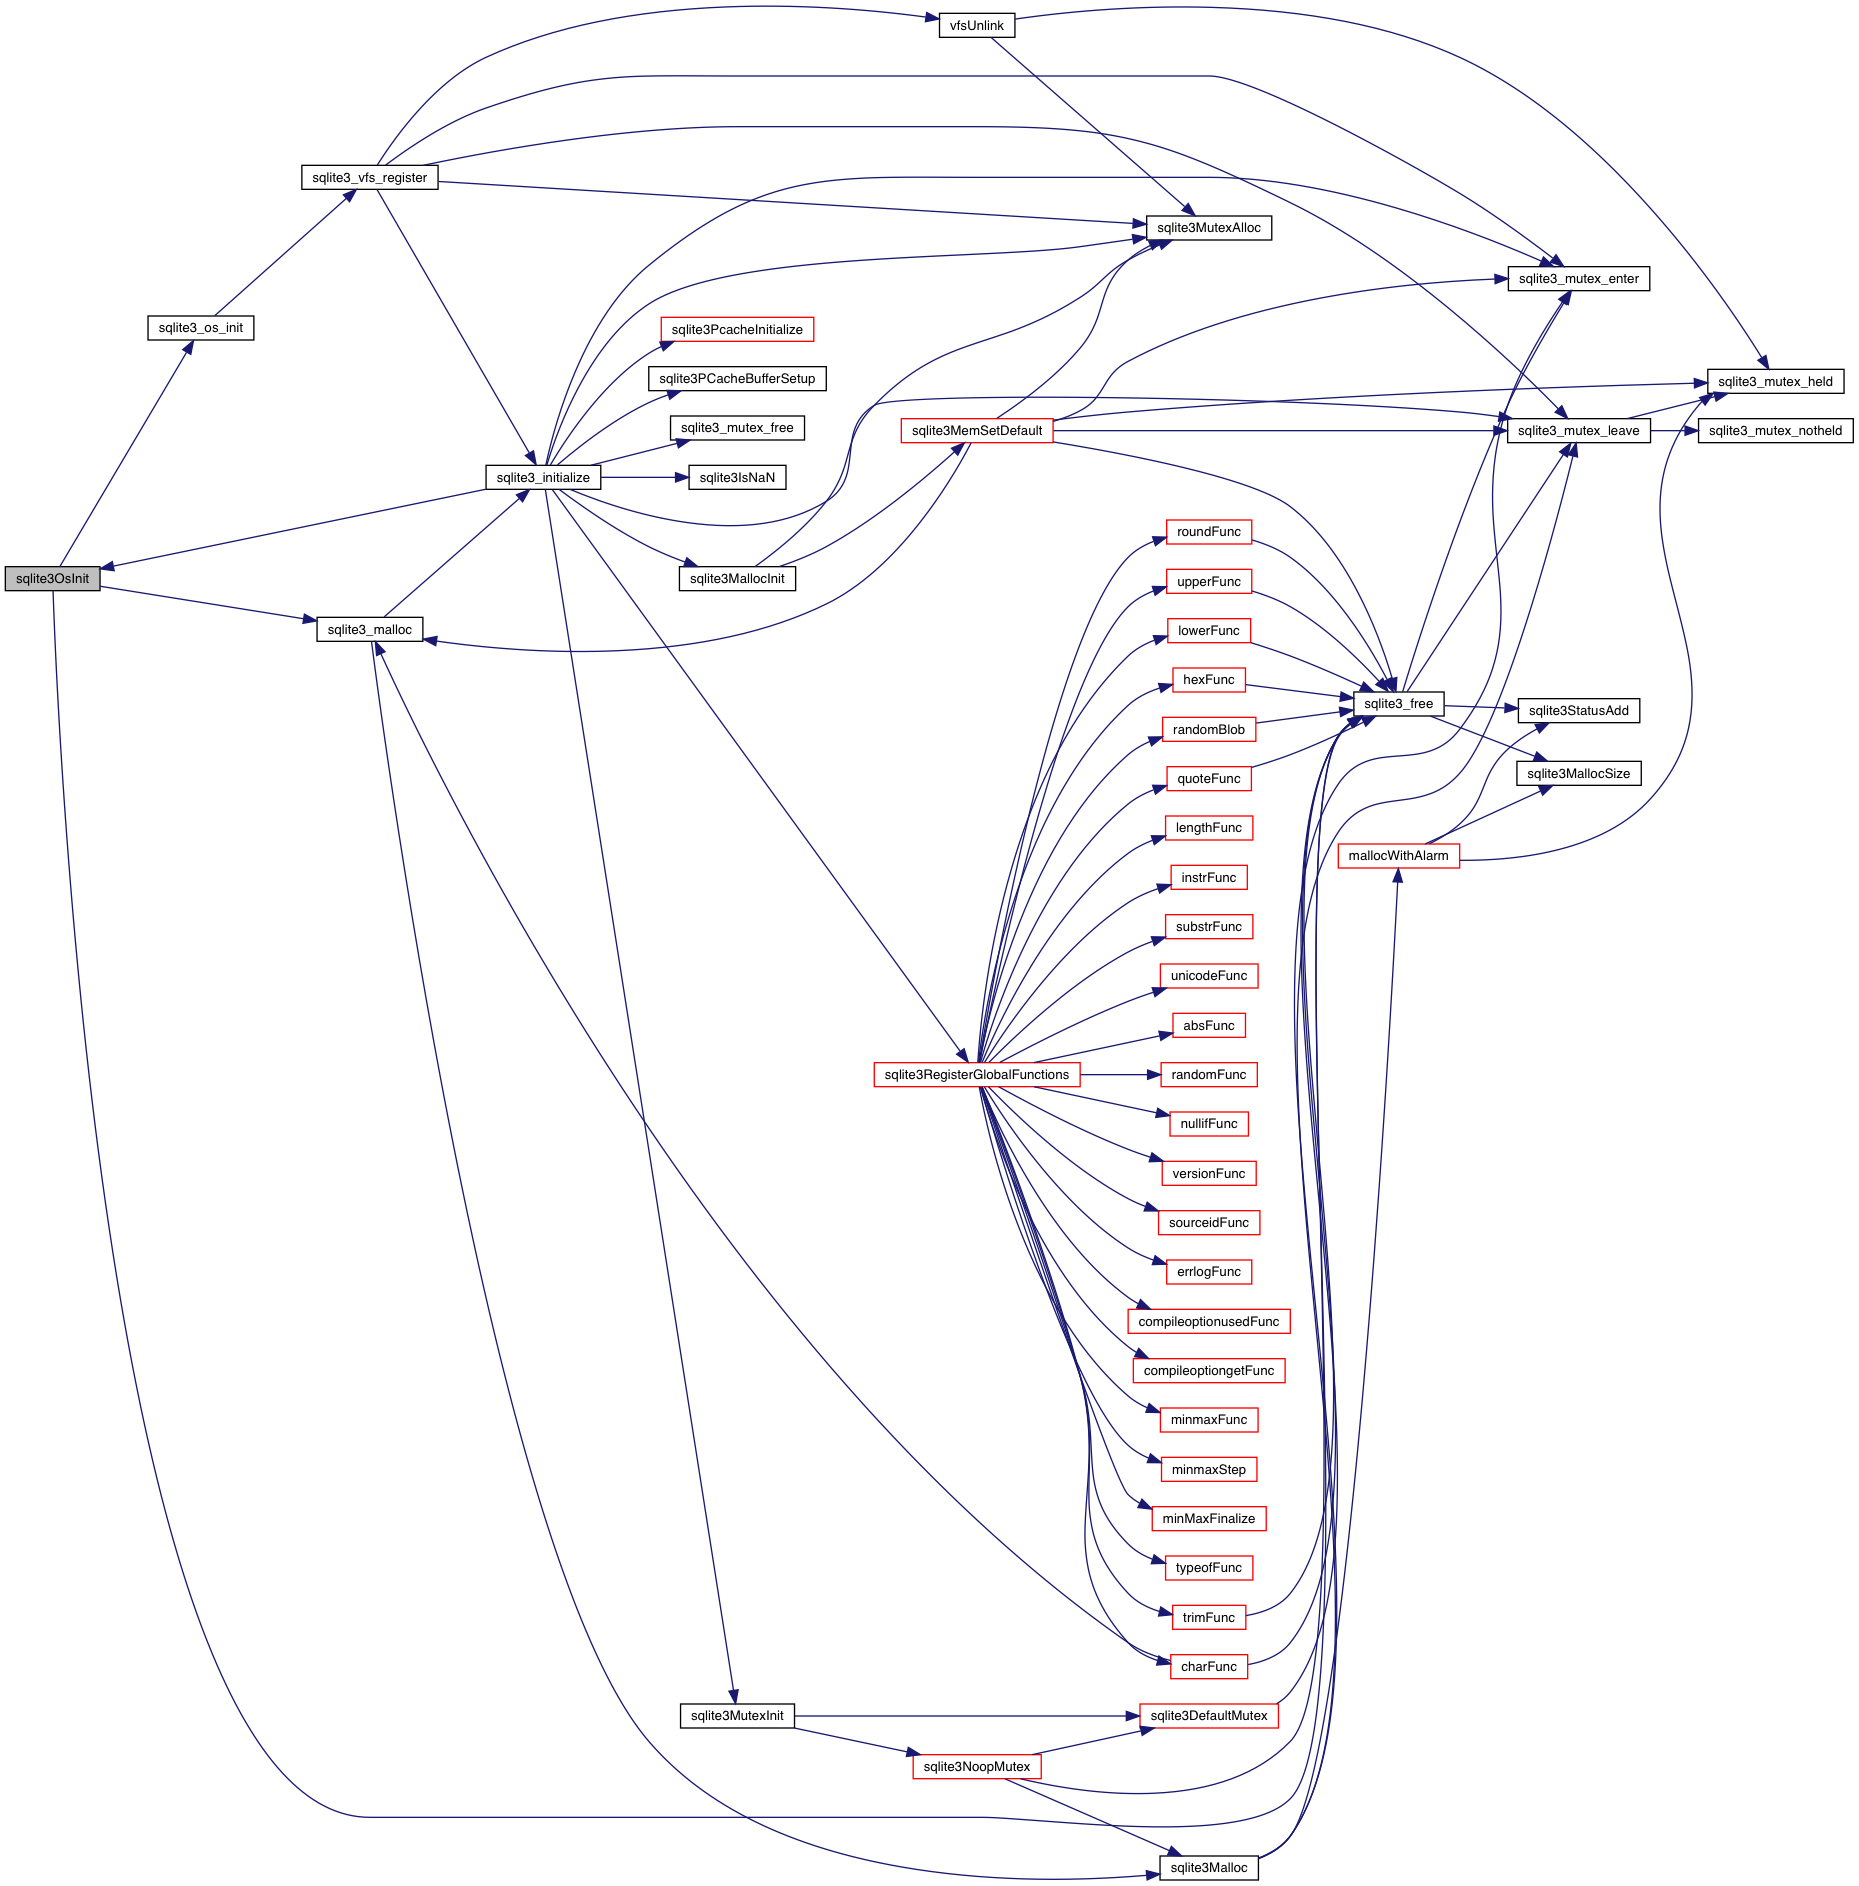 vfsUnlink
sqlite3_vfs_register
sqlite3MutexAlloc
sqlite3_mutex_enter
sqlite3_os_init
sqlite3PcacheInitialize
sqlite3PCacheBufferSetup
sqlite3_mutex_held
sqlite3_mutex_free
sqlite3MemSetDefault
sqlite3_mutex_leave
sqlite3_mutex_notheld
sqlite3_initialize
sqlite3IsNaN
roundFunc
sqlite3OsInit
sqlite3MallocInit
upperFunc
sqlite3_malloc
lowerFunc
hexFunc
sqlite3_free
sqlite3StatusAdd
randomBlob
sqlite3MallocSize
quoteFunc
lengthFunc
mallocWithAlarm
instrFunc
substrFunc
unicodeFunc
absFunc
sqlite3RegisterGlobalFunctions
randomFunc
nullifFunc
versionFunc
sourceidFunc
errlogFunc
compileoptionusedFunc
compileoptiongetFunc
minmaxFunc
minmaxStep
minMaxFinalize
typeofFunc
trimFunc
charFunc
sqlite3MutexInit
sqlite3DefaultMutex
sqlite3NoopMutex
sqlite3Malloc